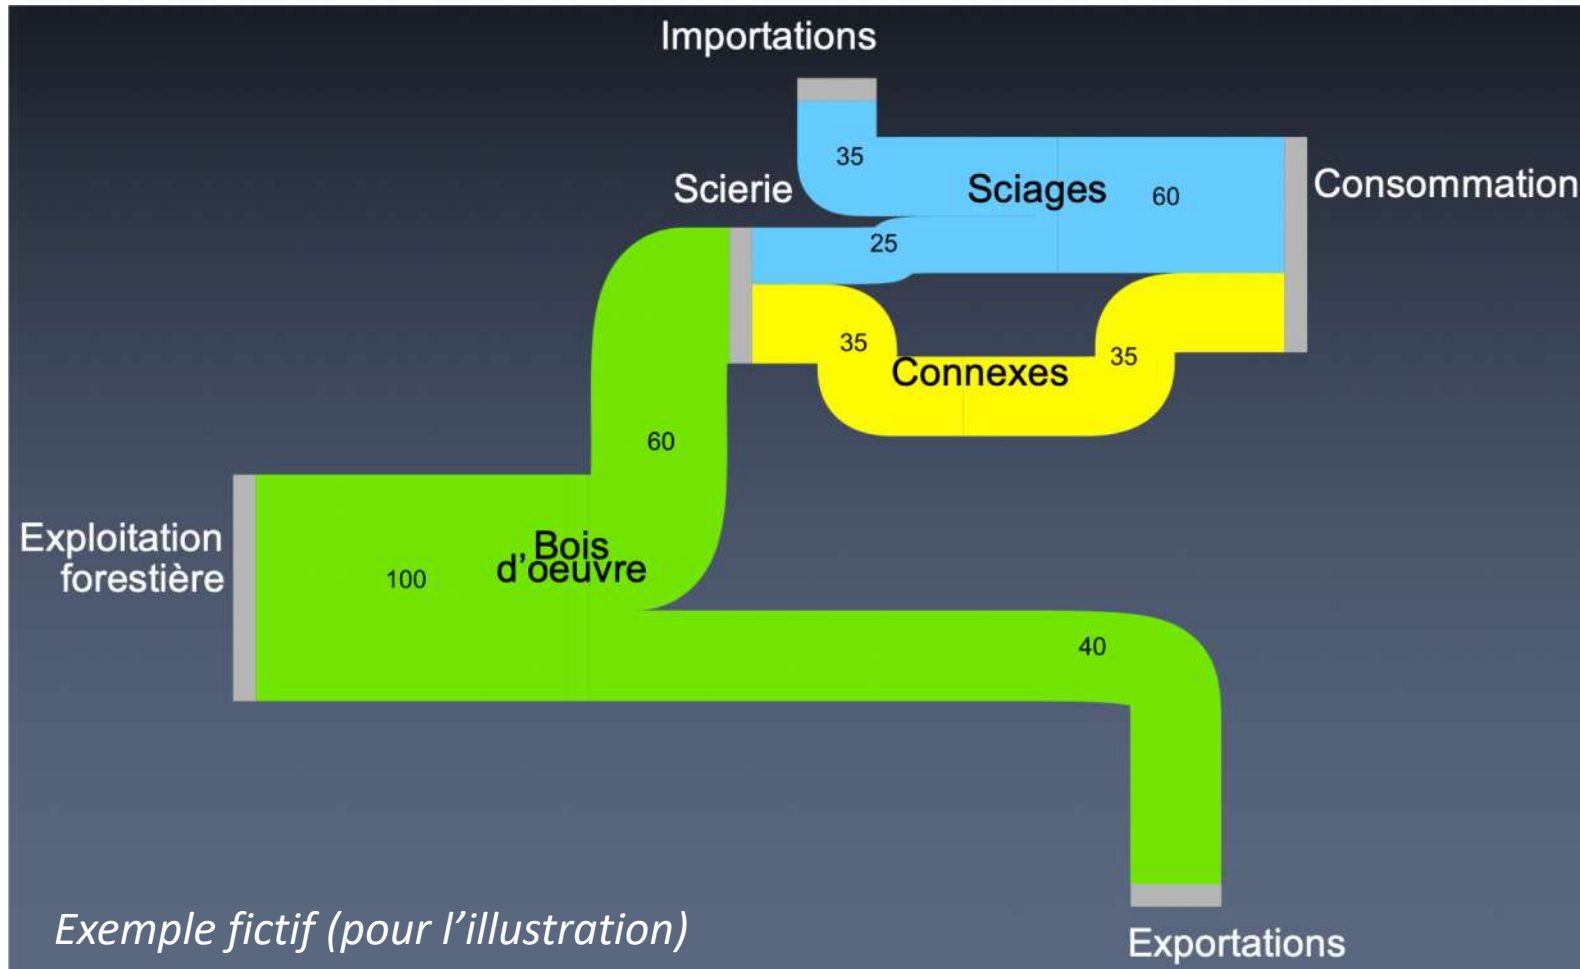 Importations
35
Scierie
Sciages
60
Consommation
25
35
Connexes
35
60
Exploitation
forestière
100
Bois
d’oeuvre
40
Exemple fictif (pour l’illustration)
Exportations